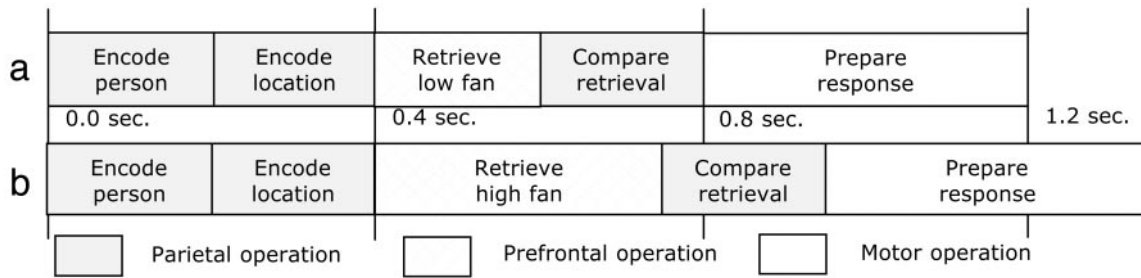 a
Encode person
Encode location
Retrieve low fan
Compare retrieval
Prepare response
0.0 sec.
0.4 sec.
0.8 sec.
1.2 sec.
b
Encode person
Encode location
Retrieve high fan
Compare retrieval
Prepare response
Parietal operation
Prefrontal operation
Motor operation